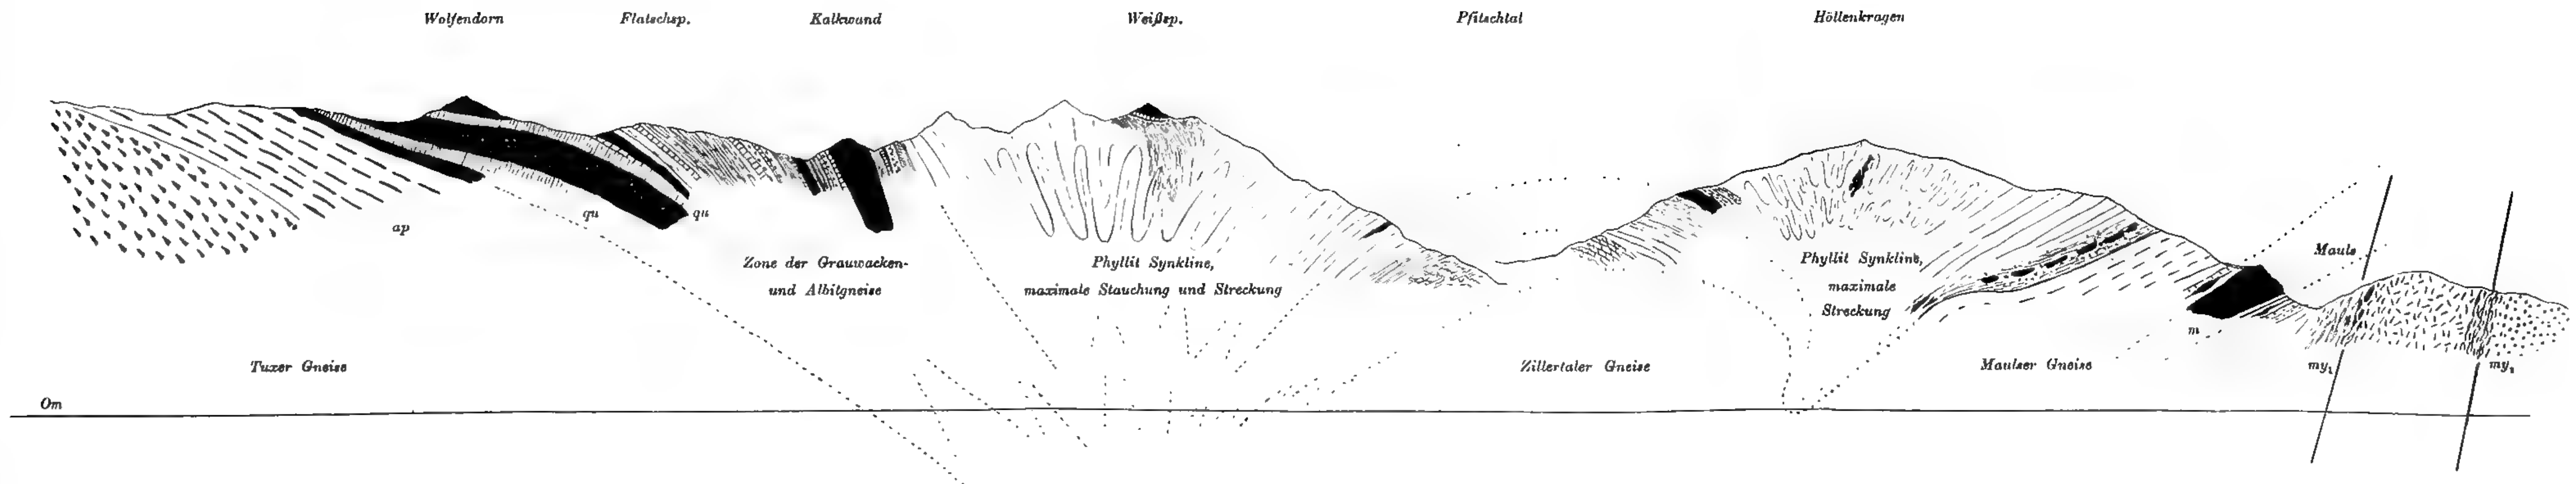 Wolfendorn
Flatschsp.
Kalkwand
Weißsp.
Pfitschtal
Höllenkragen
ap
qu
qu
Zone der Grauwacken-
und Albitgneise
Phyllit Synkline,
maximale Stauchung und Streckung
Phyllit Synkline,
maximale
Streckung
Mauls
m
Tuxer Gneise
Zillertaler Gneise
Maulser Gneise
my₁
my₂
0m